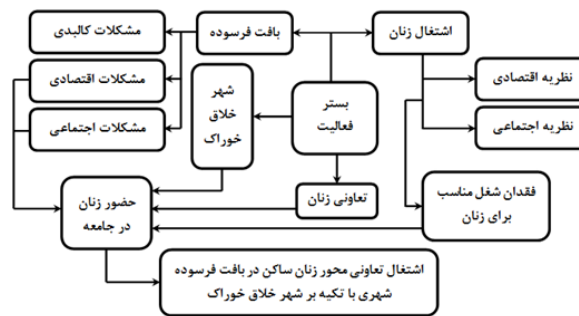 اشتغال زنان
بافت فرسوده
مشکلات کالبدی
نظریه اقتصادی
مشکلات اقتصادی
شهر
خلاق
خوراک
بستر
فعالیت
نظریه اجتماعی
مشکلات اجتماعی
فقدان شغل مناسب
برای زنان
تعاونی زنان
حضور زنان
در جامعه
اشتغال تعاونی محور زنان ساکن در بافت فرسوده
شهری با تکیه بر شهر خلاق خوراک